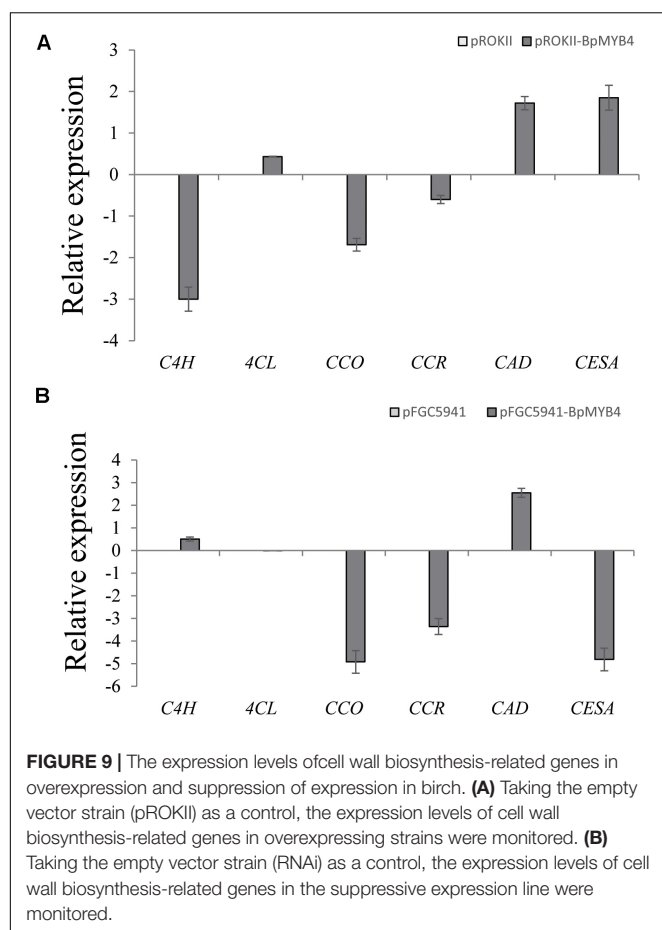 A
pROKII pROKII-BpMYB4
Relative expression
3
2
1
0
-1
-2
-3
-4
C4H 4CL CCO CCR CAD CESA
B
pFGC5941 pFGC5941-BpMYB4
Relative expression
4
3
2
1
0
-1
-2
-3
-4
-5
-6
C4H 4CL CCO CCR CAD CESA
FIGURE 9 | The expression levels ofcell wall biosynthesis-related genes in
overexpression and suppression of expression in birch. (A) Taking the empty
vector strain (pROKII) as a control, the expression levels of cell wall
biosynthesis-related genes in overexpressing strains were monitored. (B)
Taking the empty vector strain (RNAi) as a control, the expression levels of cell
wall biosynthesis-related genes in the suppressive expression line were
monitored.